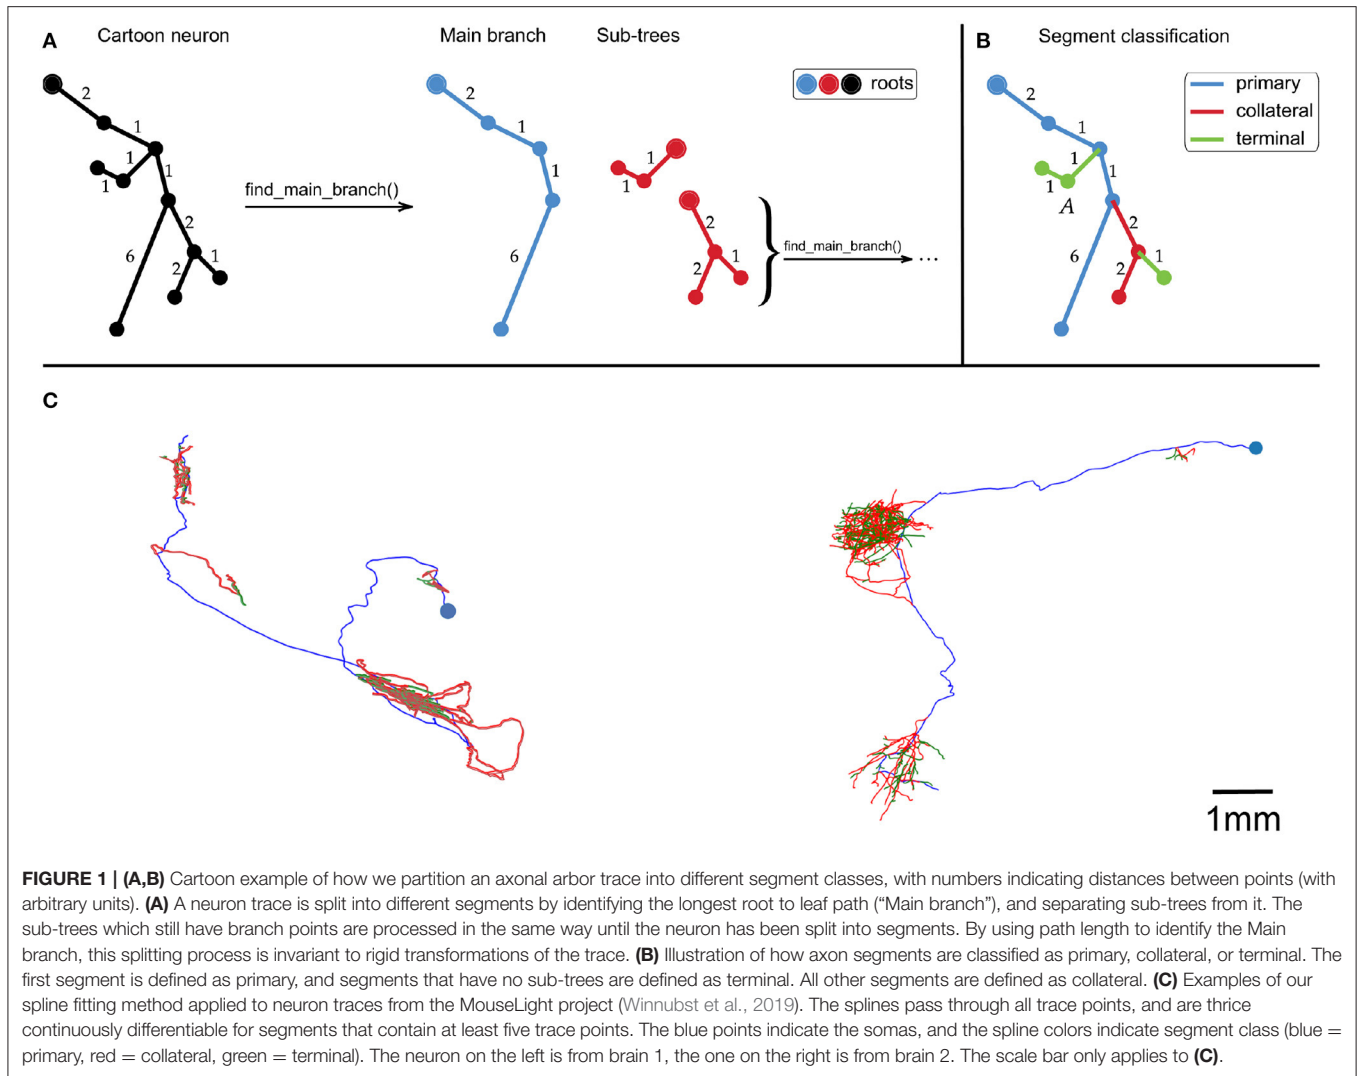 A Cartoon neuron Main branch Sub-trees B Segment classification
roots
primary
collateral
terminal
2
1
1
1
1
2
6
2
1
find_main_branch()
2
1
1
6
1
1
2
2
1
find_main_branch()
...
2
1
1
1
1
A
2
6
2
1
C
1mm
FIGURE 1 | (A,B) Cartoon example of how we partition an axonal arbor trace into different segment classes, with numbers indicating distances between points (with
arbitrary units). (A) A neuron trace is split into different segments by identifying the longest root to leaf path (“Main branch”), and separating sub-trees from it. The
sub-trees which still have branch points are processed in the same way until the neuron has been split into segments. By using path length to identify the Main
branch, this splitting process is invariant to rigid transformations of the trace. (B) Illustration of how axon segments are classified as primary, collateral, or terminal. The
first segment is defined as primary, and segments that have no sub-trees are defined as terminal. All other segments are defined as collateral. (C) Examples of our
spline fitting method applied to neuron traces from the MouseLight project (Winnubst et al., 2019). The splines pass through all trace points, and are thrice
continuously differentiable for segments that contain at least five trace points. The blue points indicate the somas, and the spline colors indicate segment class (blue =
primary, red = collateral, green = terminal). The neuron on the left is from brain 1, the one on the right is from brain 2. The scale bar only applies to (C).